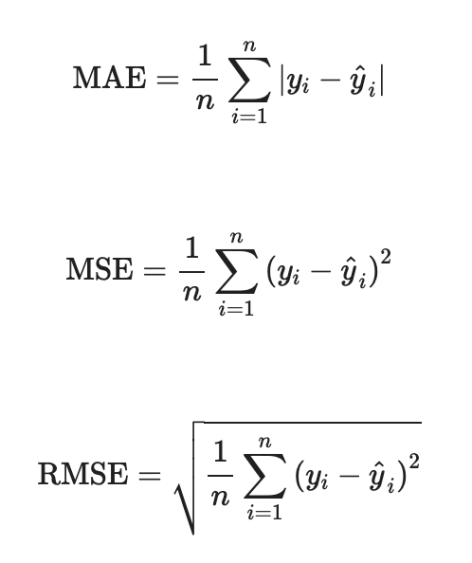 MAE = \frac{1}{n} \sum_{i=1}^{n} |y_i - \hat{y}_i|
MSE = \frac{1}{n} \sum_{i=1}^{n} (y_i - \hat{y}_i)^2
RMSE = \sqrt{\frac{1}{n} \sum_{i=1}^{n} (y_i - \hat{y}_i)^2}